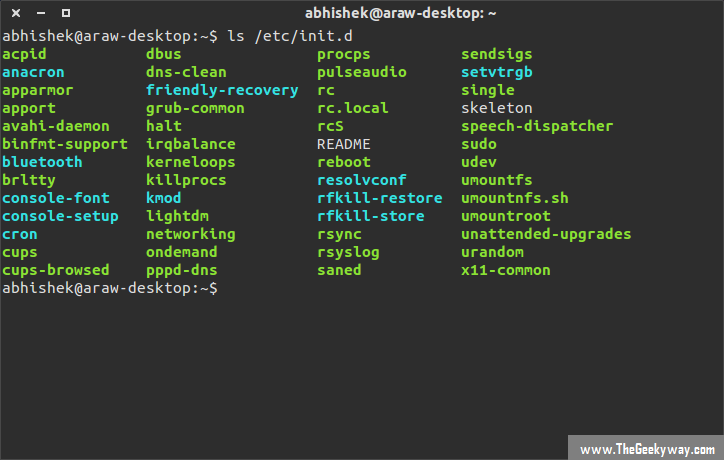 abhishek@araw-desktop: ~
abhishek@araw-desktop:~$ ls /etc/init.d
acpid dbus procps sendsigs
anacron dns-clean pulseaudio setvtrgb
apparmor friendly-recovery rc single
apport grub-common rc.local skeleton
avahi-daemon halt rcS speech-dispatcher
binfmt-support irqbalance README sudo
bluetooth kerneloops reboot udev
brltty killprocs resolvconf umountfs
console-font kmod rfkill-restore umountnfs.sh
console-setup lightdm rfkill-store umountroot
cron networking rsync unattended-upgrades
cups ondemand rsyslog urandom
cups-browsed pppd-dns saned x11-common
abhishek@araw-desktop:~$
www.TheGeekyway.com